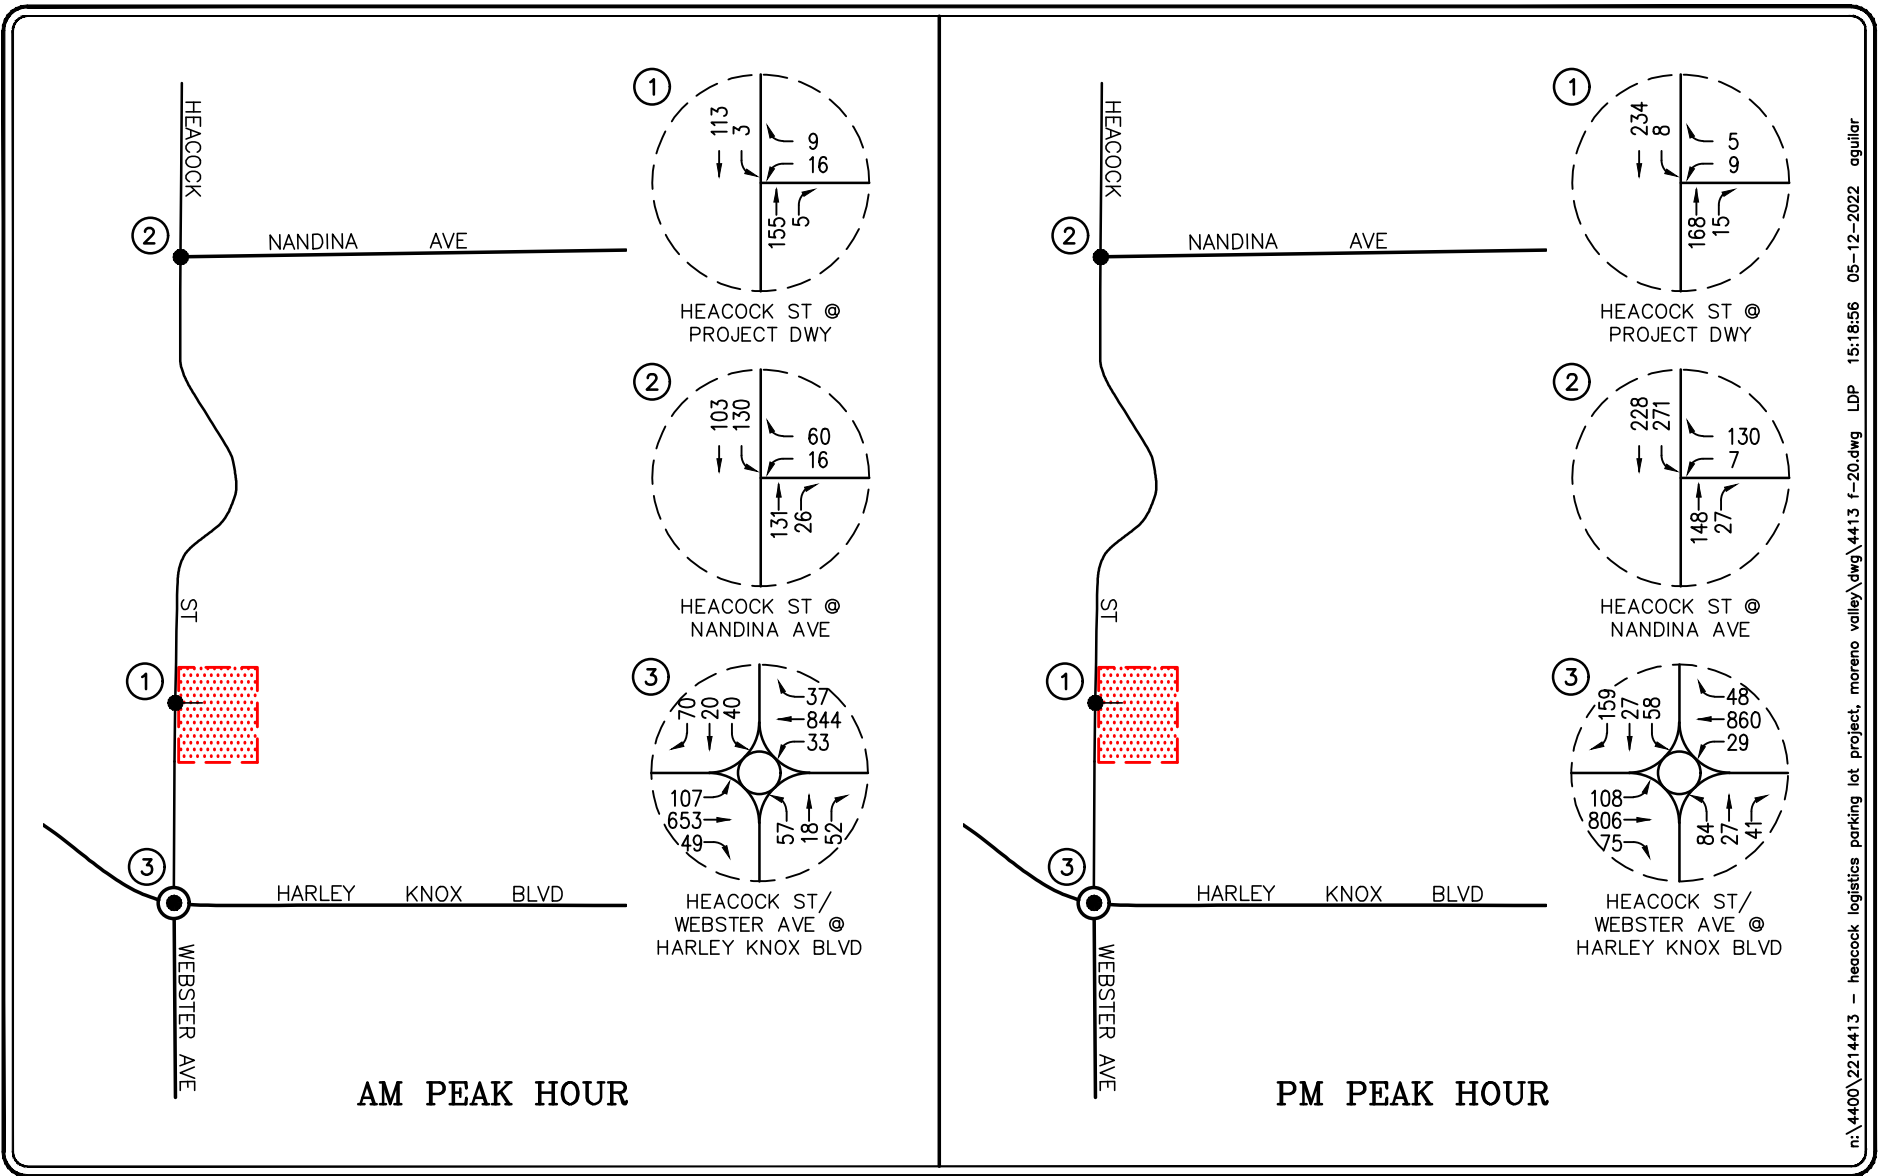 HEACOCK
2
NANDINA AVE
ST
1
3
HARLEY KNOX BLVD
WEBSTER AVE
1
113
3
9
16
155
5
HEACOCK ST @
PROJECT DWY
2
103
130
60
16
131
26
HEACOCK ST @
NANDINA AVE
3
70
20
40
37
844
33
107
653
49
57
18
52
HEACOCK ST/
WEBSTER AVE @
HARLEY KNOX BLVD
AM PEAK HOUR
HEACOCK
2
NANDINA AVE
ST
1
3
HARLEY KNOX BLVD
WEBSTER AVE
1
234
8
5
9
168
15
HEACOCK ST @
PROJECT DWY
2
228
271
130
7
148
27
HEACOCK ST @
NANDINA AVE
3
159
27
58
48
860
29
108
806
75
84
27
41
HEACOCK ST/
WEBSTER AVE @
HARLEY KNOX BLVD
PM PEAK HOUR
n:\4400\2214413 - heacock logistics parking lot project, moreno valley\dwg\4413 f-20.dwg LDP 15:18:56 05-12-2022 aguilar